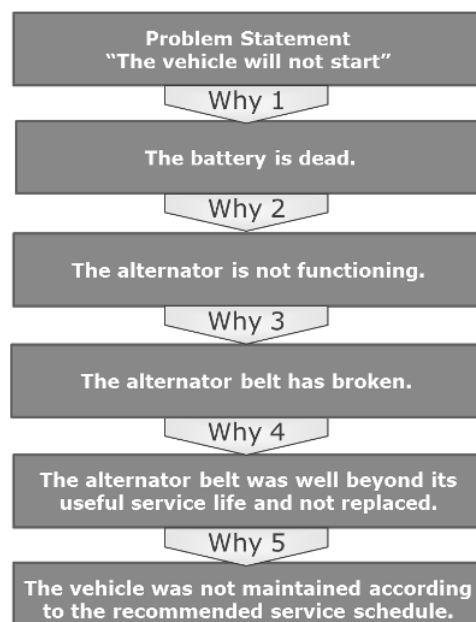 Problem Statement
“The vehicle will not start”
Why 1
The battery is dead.
Why 2
The alternator is not functioning.
Why 3
The alternator belt has broken.
Why 4
The alternator belt was well beyond its
useful service life and not replaced.
Why 5
The vehicle was not maintained according
to the recommended service schedule.